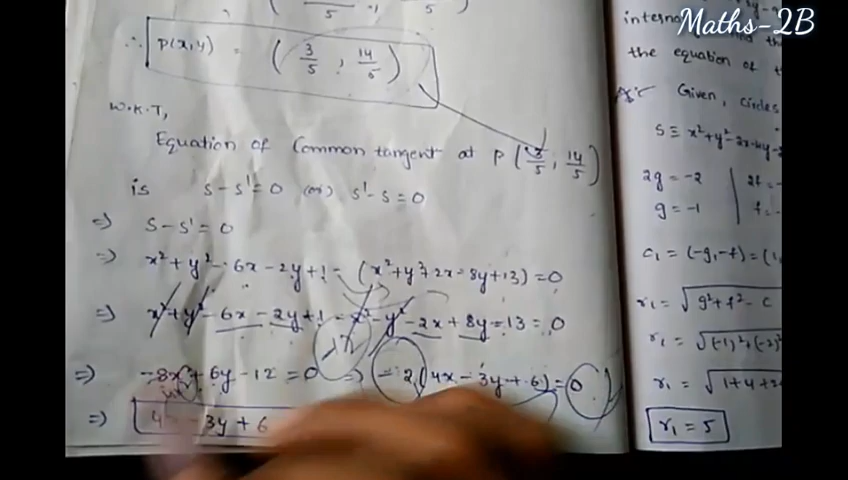 Maths-2B
∴ P(x,y) = ( 3/5 , 14/5 )
W.K.T,
Equation of Common tangent at P ( 3/5 , 14/5 )
is S-S'=0 (or) S'-S=0
⇒ S-S'=0
⇒ x²+y²-6x-2y+1-(x²+y²+2x-8y+13)=0
⇒ x²+y²-6x-2y+1-x²-y²-2x+8y-13=0
⇒ -8x+6y-12=0 ⇒ -2(4x-3y+6)=0
⇒ 4x-3y+6
the equation of
Given, circles
S≡x²+y²-2x-4y-
2g=-2
g=-1
c₁=(-g,-f)=(1,
r₁=√g²+f²-c
r₁=√(-1)²+(-2)²
r₁=√1+4+2
r₁=5